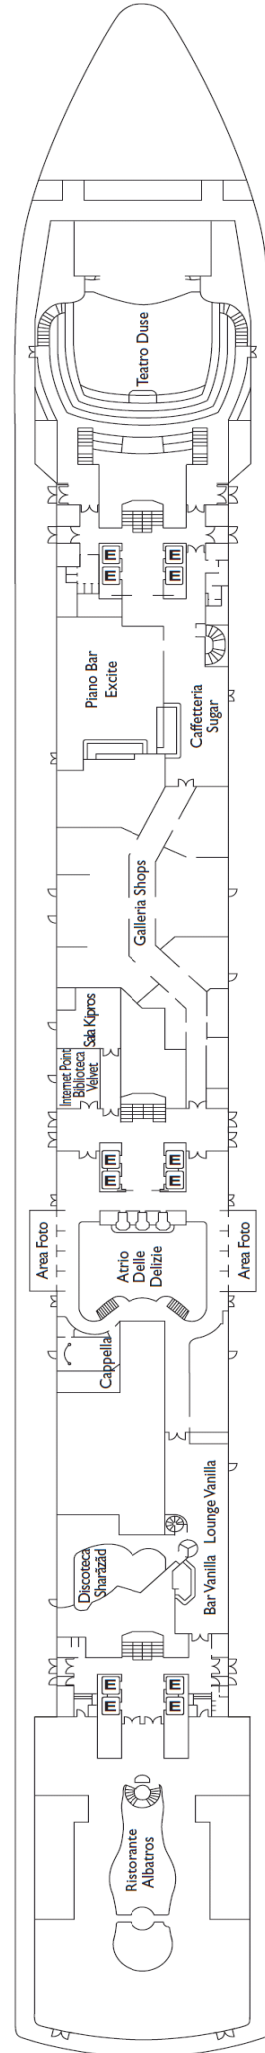 Teatro Duse
Piano Bar
Excite
Caffetteria
Sugar
Galleria Shops
Sala Kipros
Internet Point
Biblioteca
Velvet
Area Foto
Atrio
Delle
Delizie
Area Foto
Cappella
Discoteca
Sharāzād
Bar Vanilla
Lounge Vanilla
Ristorante
Albatros